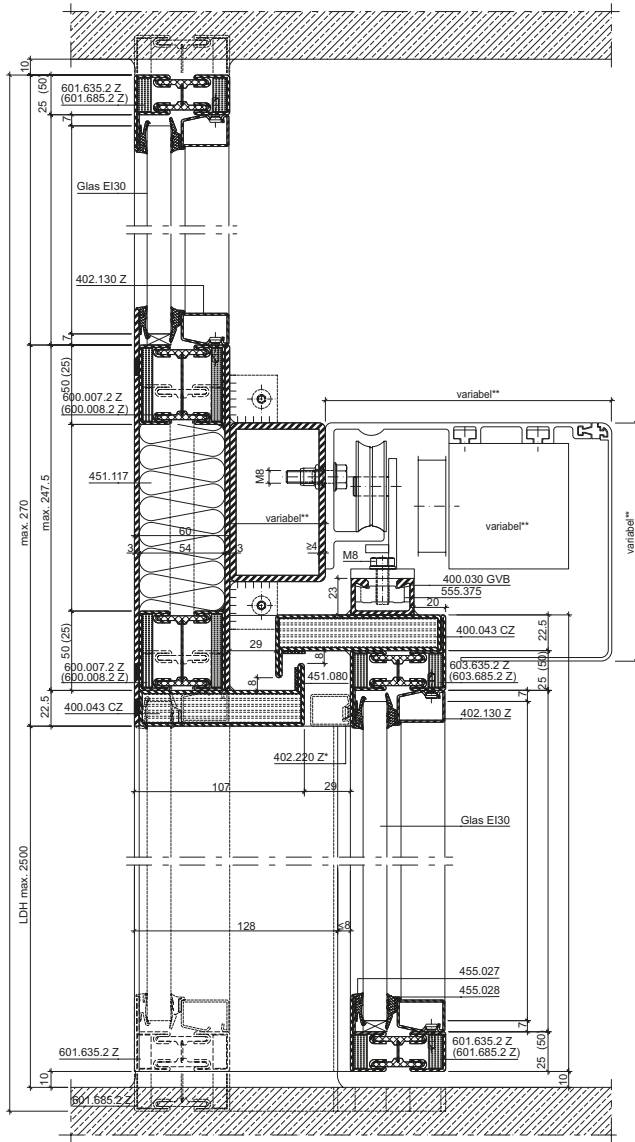 10
25 (50)
601.635.2 Z
(601.685.2 Z)
7
Glas EI30
402.130 Z
7
50 (25)
600.007.2 Z
(600.008.2 Z)
variabel**
451.117
M8
max. 270
max. 247.5
variabel**
variabel**
variabel**
60
3
54
3
≥4
M8
23
400.030 GVB
555.375
20
400.043 CZ
22.5
29
50 (25)
8
8
451.080
603.635.2 Z
(603.685.2 Z)
25 (50)
600.007.2 Z
(600.008.2 Z)
7
22.5
400.043 CZ
402.130 Z
402.220 Z*
107
29
Glas EI30
LDH max. 2500
128
≤8
455.027
455.028
7
601.635.2 Z
601.635.2 Z
(601.685.2 Z)
25 (50)
10
10
601.685.2 Z